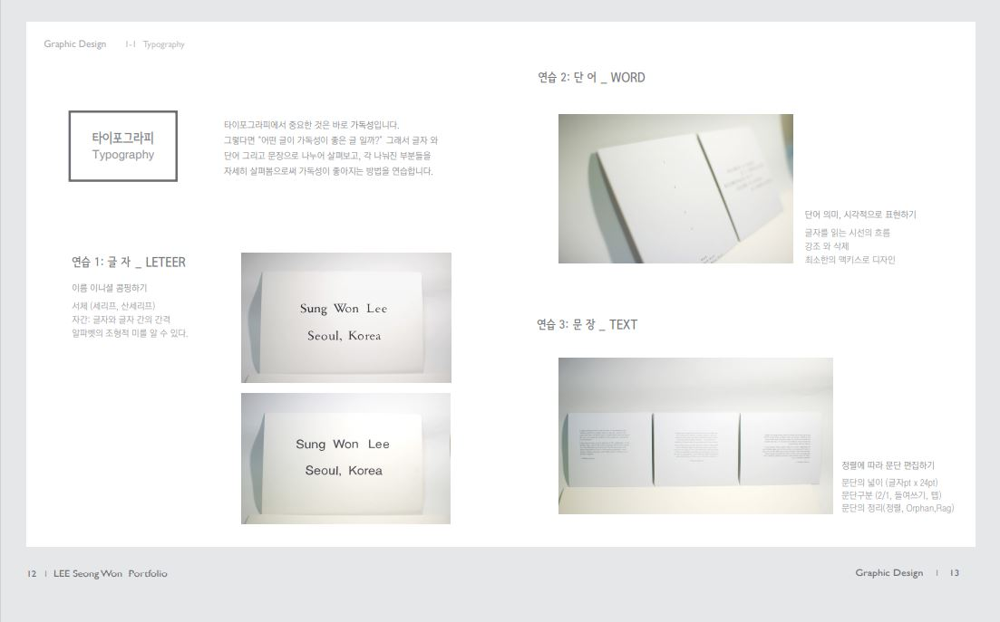 Graphic Design 1-1 Typography
타이포그라피
Typography
타이포그라피에서 중요한 것은 바로 가독성입니다.
그렇다면 "어떤 글이 가독성이 좋은 글 일까?" 그래서 글자 와
단어 그리고 문장으로 나누어 살펴보고, 각 나눠진 부분들을
자세히 살펴봄으로써 가독성이 좋아지는 방법을 연습합니다.
연습 1: 글 자 _ LETEER
이름 이니셜 콤핑하기
서체 (세리프, 산세리프)
자간: 글자와 글자 간의 간격
알파벳의 조형적 미를 알 수 있다.
Sung Won Lee
Seoul, Korea
Sung Won Lee
Seoul, Korea
연습 2: 단 어 _ WORD
단어 의미, 시각적으로 표현하기
글자를 읽는 시선의 흐름
강조 와 삭제
최소한의 맥키스로 디자인
연습 3: 문 장 _ TEXT
정렬에 따라 문단 편집하기
문단의 넓이 (글자pt x 24pt)
문단구분 (2/1, 들여쓰기, 탭)
문단의 정리(정렬, Orphan,Rag)
12 | LEE Seong Won Portfolio
Graphic Design | 13